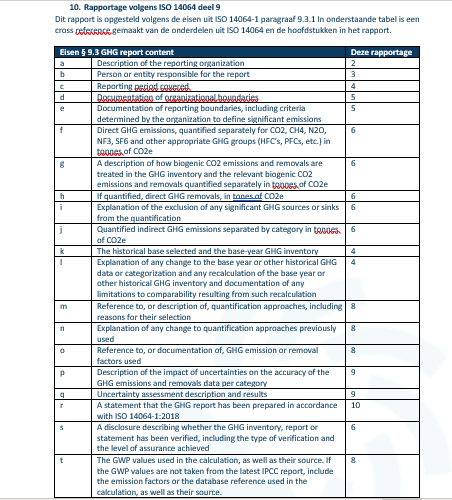 10. Rapportage volgens ISO 14064 deel 9
Dit rapport is opgesteld volgens de eisen uit ISO 14064-1 paragraaf 9.3.1 In onderstaande tabel is een
cross reference gemaakt van de onderdelen uit ISO 14064 en de hoofdstukken in het rapport.
Eisen § 9.3 GHG report content Deze rapportage
a Description of the reporting organization 2
b Person or entity responsible for the report 3
c Reporting period covered 4
d Documentation of organizational boundaries 5
e Documentation of reporting boundaries, including criteria 5
determined by the organization to define significant emissions
f Direct GHG emissions, quantified separately for CO2, CH4, N2O, 6
NF3, SF6 and other appropriate GHG groups (HFC's, PFCs, etc.) in
tonnes of CO2e
g A description of how biogenic CO2 emissions and removals are 6
treated in the GHG inventory and the relevant biogenic CO2
emissions and removals quantified separately in tonnes of CO2e
h If quantified, direct GHG removals, in tones of CO2e 6
i Explanation of the exclusion of any significant GHG sources or sinks 6
from the quantification
j Quantified indirect GHG emissions separated by category in tonnes 6
of CO2e
k The historical base selected and the base-year GHG inventory 4
l Explanation of any change to the base year or other historical GHG 4
data or categorization and any recalculation of the base year or
other historical GHG inventory and documentation of any
limitations to comparability resulting from such recalculation
m Reference to, or description of, quantification approaches, including 8
reasons for their selection
n Explanation of any change to quantification approaches previously 8
used
o Reference to, or documentation of, GHG emission or removal 8
factors used
p Description of the impact of uncertainties on the accuracy of the 9
GHG emissions and removals data per category
q Uncertainty assessment description and results 9
r A statement that the GHG report has been prepared in accordance 10
with ISO 14064-1:2018
s A disclosure describing whether the GHG inventory, report or 6
statement has been verified, including the type of verification and
the level of assurance achieved
t The GWP values used in the calculation, as well as their source. If 8
the GWP values are not taken from the latest IPCC report, include
the emission factors or the database reference used in the
calculation, as well as their source.